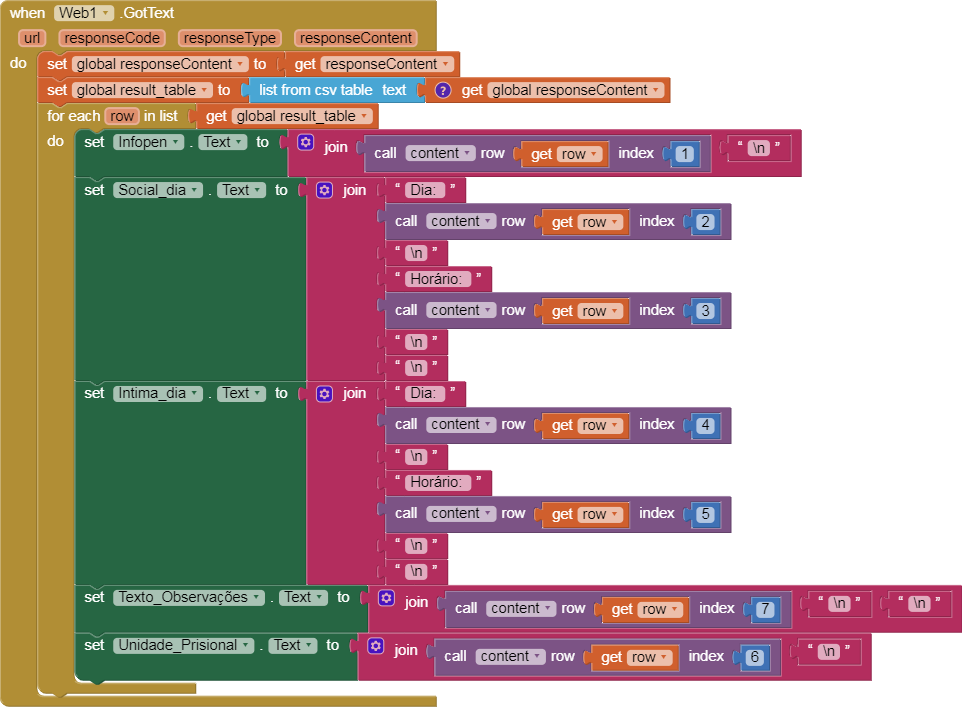 when Web1 .GotText
url responseCode responseType responseContent
do set global responseContent to get responseContent
set global result_table to list from csv table text ? get global responseContent
for each row in list get global result_table
do set Infopen . Text to join call content row get row index 1 “ \n ”
set Social_dia . Text to join “ Dia: ”
call content row get row index 2
“ \n ”
“ Horário: ”
call content row get row index 3
“ \n ”
“ \n ”
set Intima_dia . Text to join “ Dia: ”
call content row get row index 4
“ \n ”
“ Horário: ”
call content row get row index 5
“ \n ”
“ \n ”
set Texto_Observações . Text to join call content row get row index 7 “ \n ” “ \n ”
set Unidade_Prisional . Text to join call content row get row index 6 “ \n ”